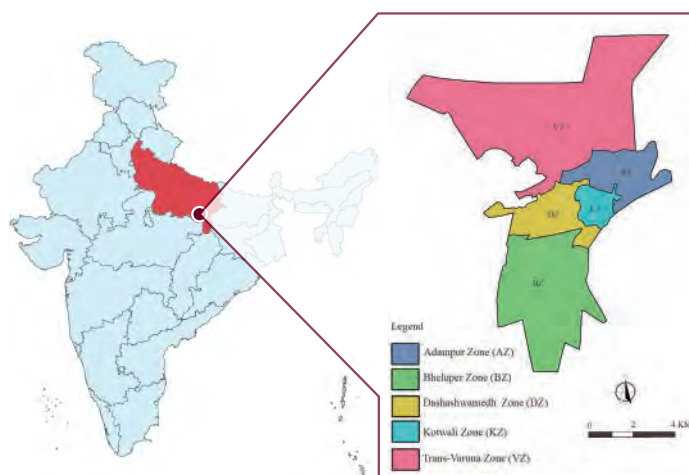 VZ
AZ
DZ
KZ
BZ
Legend
Adampur Zone (AZ)
Bheluper Zone (BZ)
Dashashwamedh Zone (DZ)
Kotwali Zone (KZ)
Trans-Varuna Zone (VZ)
0 2 4 KM